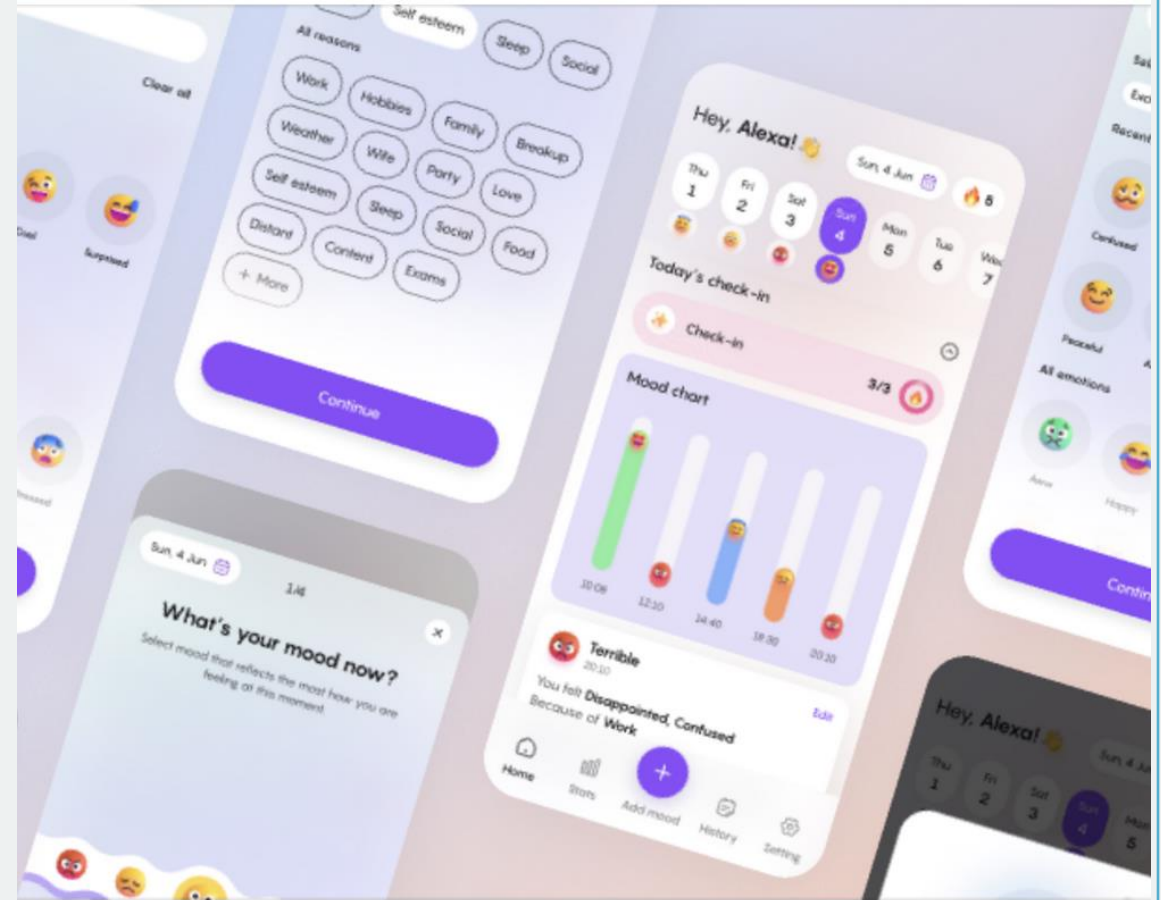 Clear all
Surprised
Self esteem
Sleep
Social
All reasons
Work
Hobbies
Family
Breakup
Weather
Wife
Party
Love
Self esteem
Sleep
Social
Food
Distant
Content
Exams
+ More
Continue
Sun, 4 Jun
1/4
What's your mood now?
Select mood that reflects the most how you are
feeling at this moment
Hey, Alexa!
Sun, 4 Jun
8
Thu
1
Fri
2
Sat
3
Sun
4
Mon
5
Tue
6
7
Today's check-in
Check-in
3/3
Mood chart
10:08
12:10
14:40
18:30
20:10
Terrible
20:10
Edit
You felt Disappointed, Confused
Because of Work
Home
Stats
Add mood
History
Setting
Confused
Peaceful
All emotions
Happy
Hey, Alexa!
Thu
1
Fri
2
Sat
3
Sun
4
5